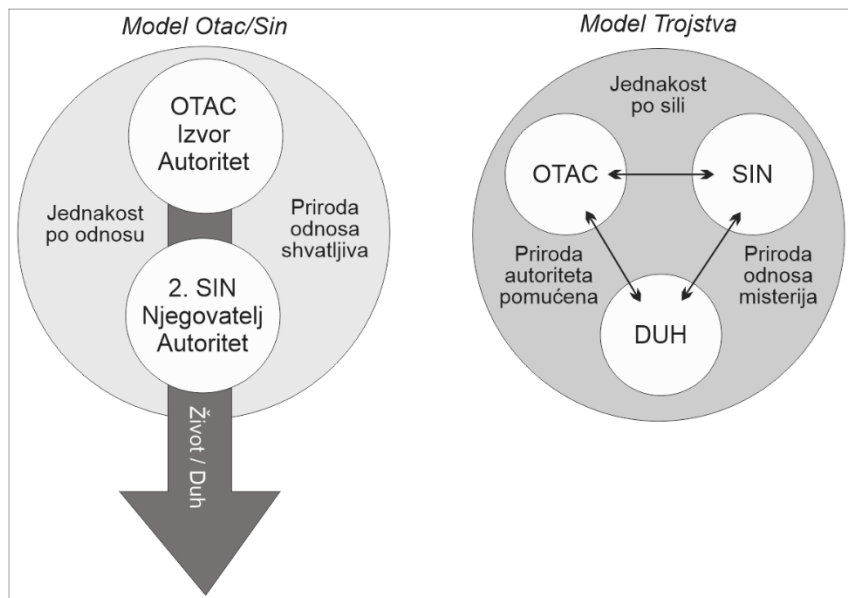 Model Otac/Sin
OTAC
Izvor
Autoritet
Jednakost
po odnosu
Priroda
odnosa
shvatljiva
2. SIN
Njegovatelj
Autoritet
Život / Duh
Model Trojstva
Jednakost
po sili
OTAC
SIN
Priroda
autoriteta
pomućena
Priroda
odnosa
misterija
DUH